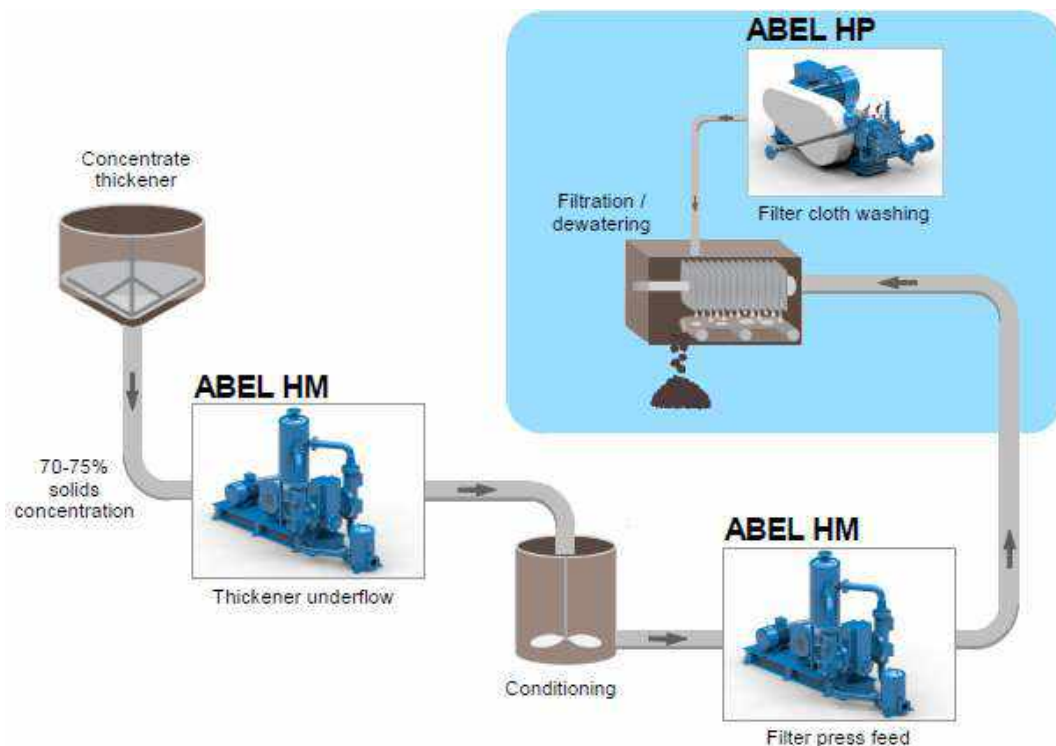 ABEL HP
Filter cloth washing
Filtration /
dewatering
Concentrate
thickener
ABEL HM
70-75%
solids
concentration
Thickener underflow
ABEL HM
Conditioning
Filter press feed